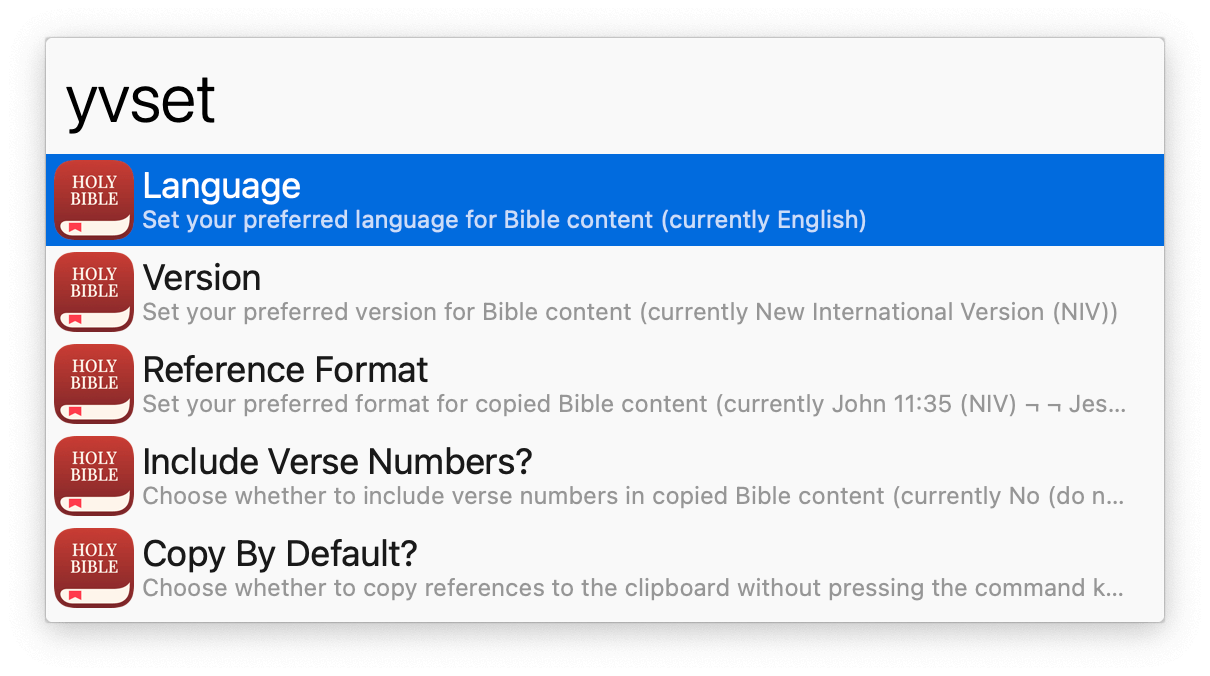 yvset
HOLY
BIBLE
Language
Set your preferred language for Bible content (currently English)
HOLY
BIBLE
Version
Set your preferred version for Bible content (currently New International Version (NIV))
HOLY
BIBLE
Reference Format
Set your preferred format for copied Bible content (currently John 11:35 (NIV) ¬ ¬ Jes...
HOLY
BIBLE
Include Verse Numbers?
Choose whether to include verse numbers in copied Bible content (currently No (do n...
HOLY
BIBLE
Copy By Default?
Choose whether to copy references to the clipboard without pressing the command k...